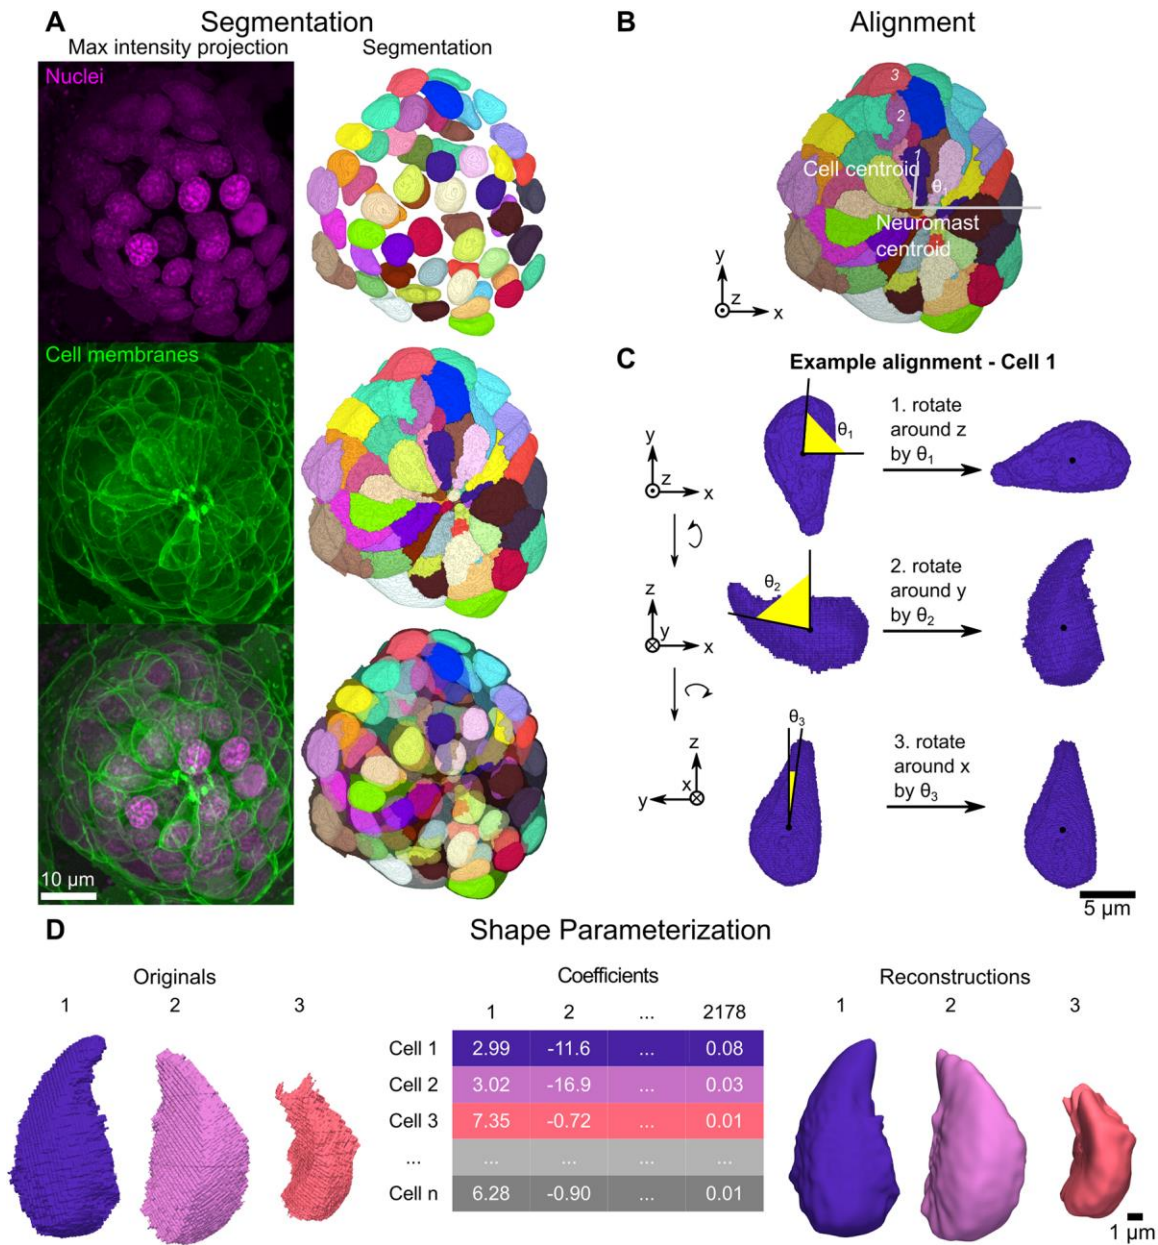 A
Segmentation
Max intensity projection
Segmentation
Nuclei
Cell membranes
10 µm
B
Alignment
3
2
1
Cell centroid
θ1
Neuromast
centroid
y
z
x
C
Example alignment - Cell 1
y
z
x
θ1
1. rotate
around z
by θ1
z
y
x
θ2
2. rotate
around y
by θ2
z
x
y
θ3
3. rotate
around x
by θ3
5 µm
D
Shape Parameterization
Originals
1 2 3
Coefficients
1 2 ... 2178
Cell 1 2.99 -11.6 ... 0.08
Cell 2 3.02 -16.9 ... 0.03
Cell 3 7.35 -0.72 ... 0.01
... ... ... ... ...
Cell n 6.28 -0.90 ... 0.01
Reconstructions
1 2 3
1 µm